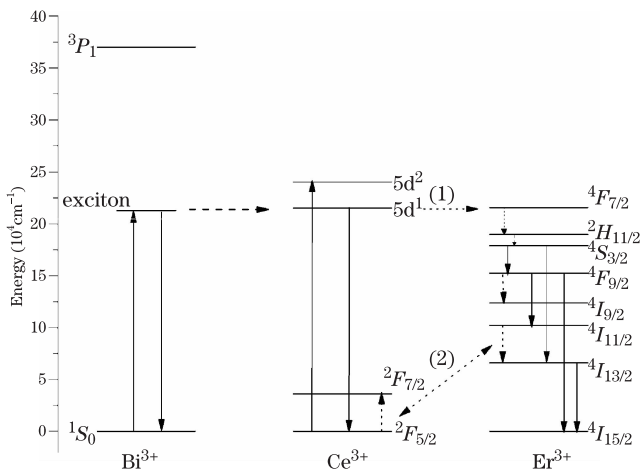 Energy (10⁴cm⁻¹)
40
35
30
25
20
15
10
5
0
³P₁
exciton
¹S₀
Bi³⁺
5d²
5d¹
(1)
(2)
²F₇/₂
²F₅/₂
Ce³⁺
⁴F₇/₂
²H₁₁/₂
⁴S₃/₂
⁴F₉/₂
⁴I₉/₂
⁴I₁₁/₂
⁴I₁₃/₂
⁴I₁₅/₂
Er³⁺